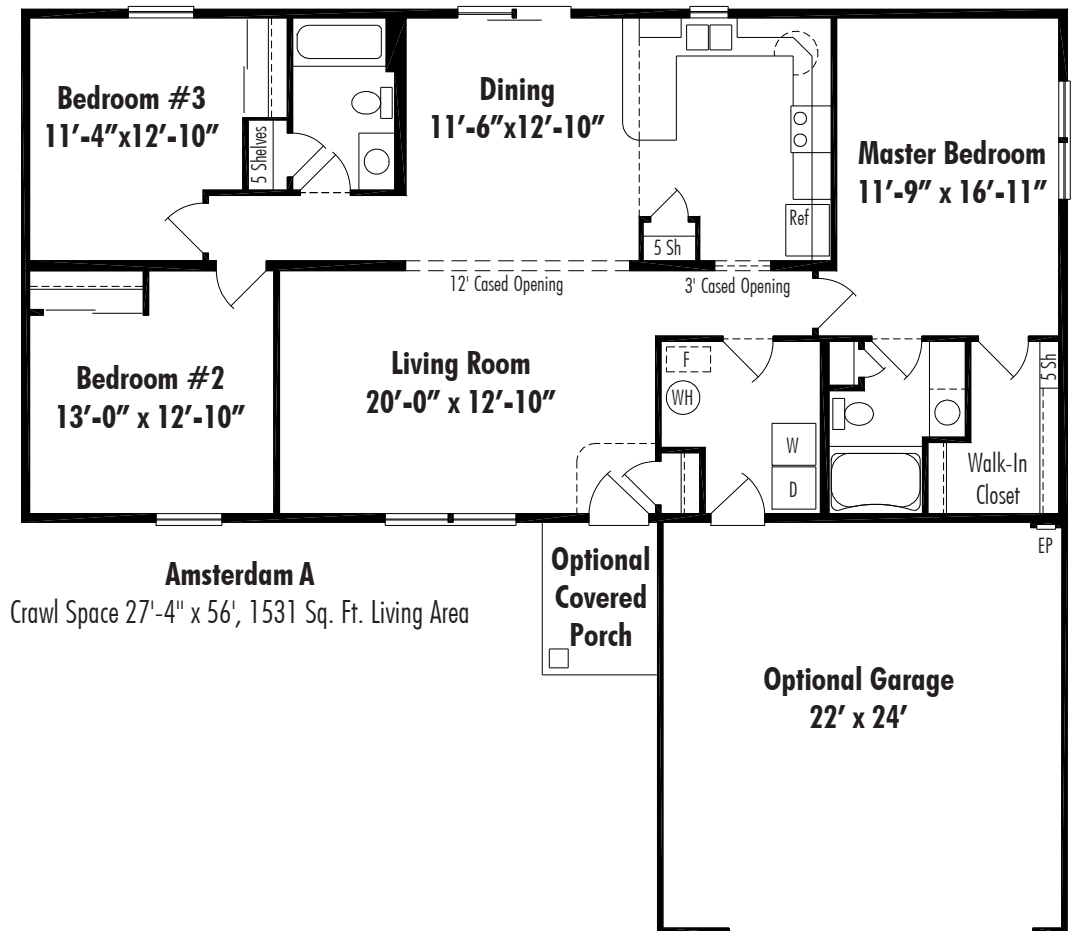 Bedroom #3
11’-4”x12’-10”
5 Shelves
Dining
11’-6”x12’-10”
5 Sh
Ref
Master Bedroom
11’-9” x 16’-11”
12' Cased Opening
3' Cased Opening
Bedroom #2
13’-0” x 12’-10”
Living Room
20’-0” x 12’-10”
F
WH
W
D
5 Sh
Walk-In
Closet
EP
Amsterdam A
Crawl Space 27'-4" x 56', 1531 Sq. Ft. Living Area
Optional
Covered
Porch
Optional Garage
22’ x 24’